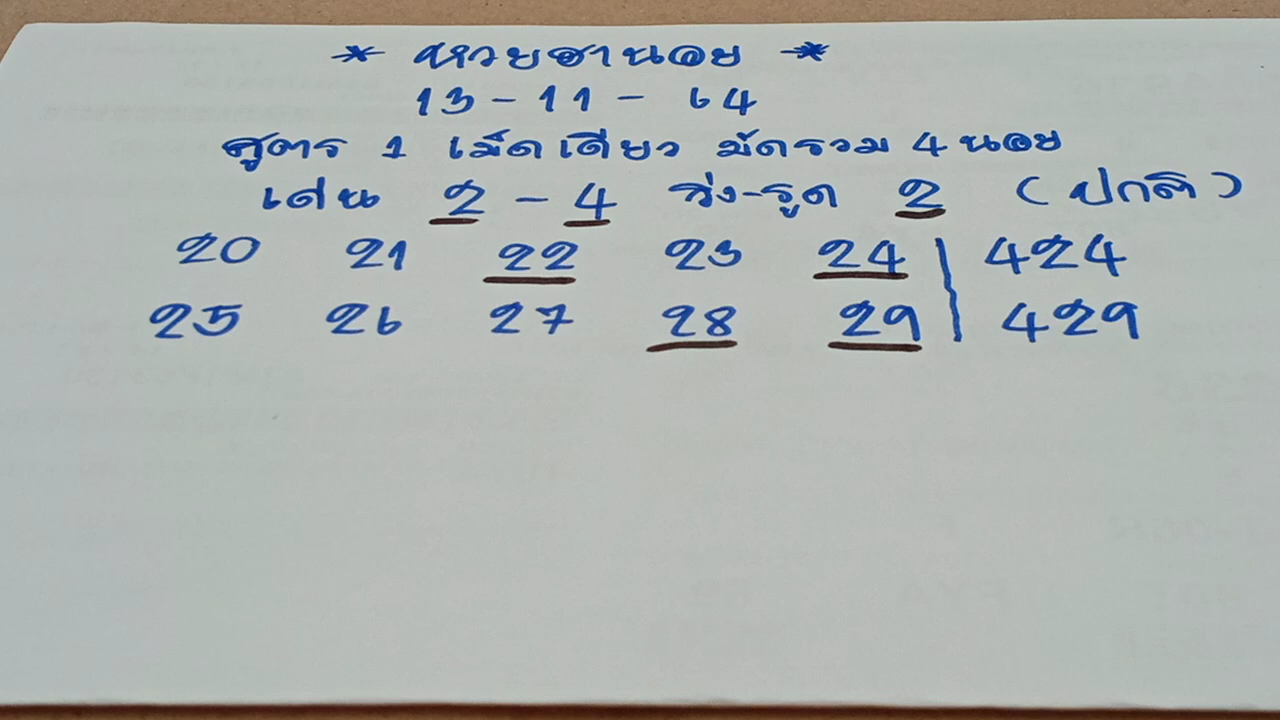 * หวยฮานอย *
13 - 11 - 64
สูตร 1 เม็ดเดียว มัดรวม 4 นอย
เด่น 2 - 4 วิ่ง-รูด 2 (ปกติ)
20 21 22 23 24 | 424
25 26 27 28 29 | 429